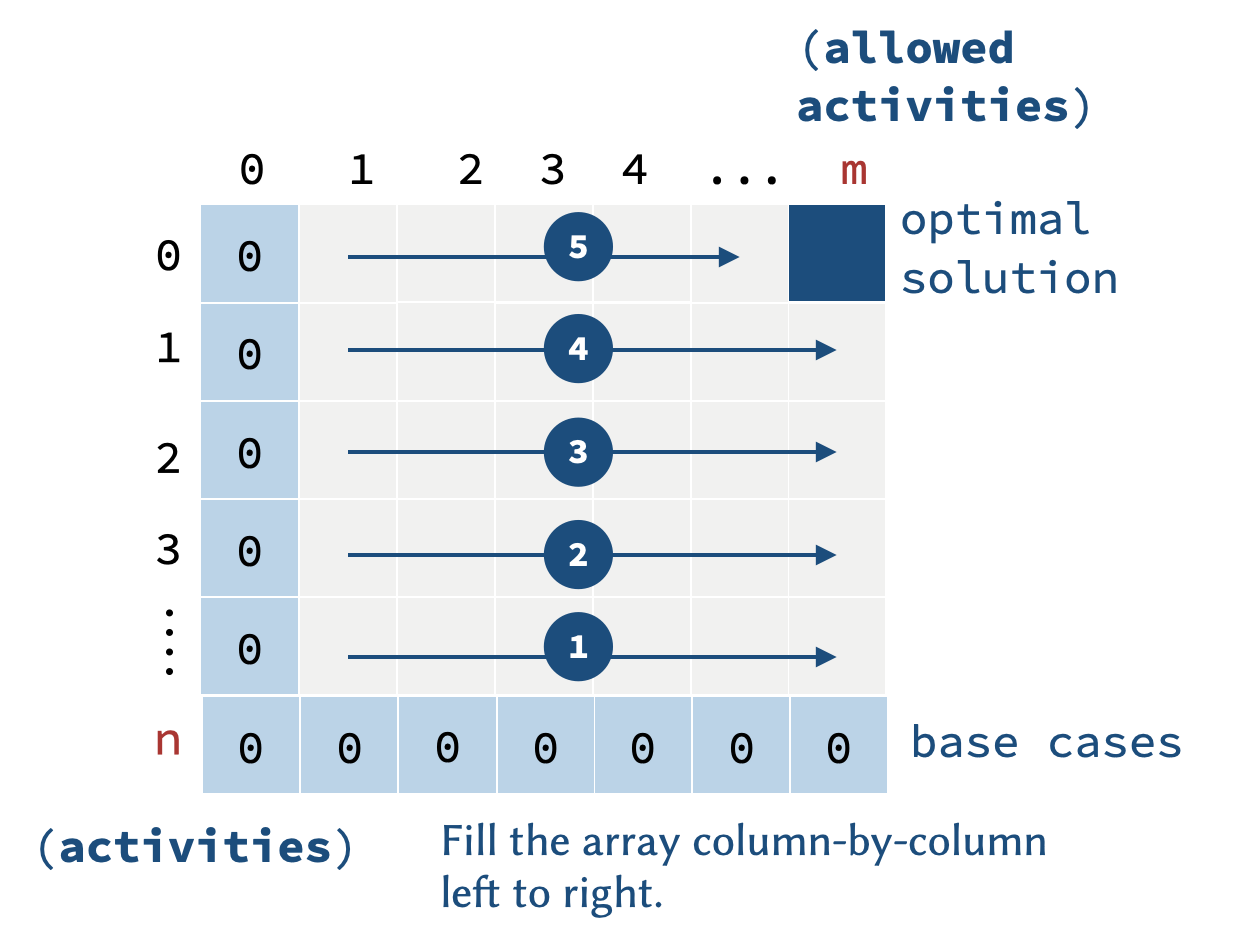 (allowed
activities)
0 1 2 3 4 ... m
optimal
solution
0 0 5
1 0 4
2 0 3
3 0 2
⋮ 0 1
n 0 0 0 0 0 0 0 base cases
(activities)
Fill the array column-by-column
left to right.